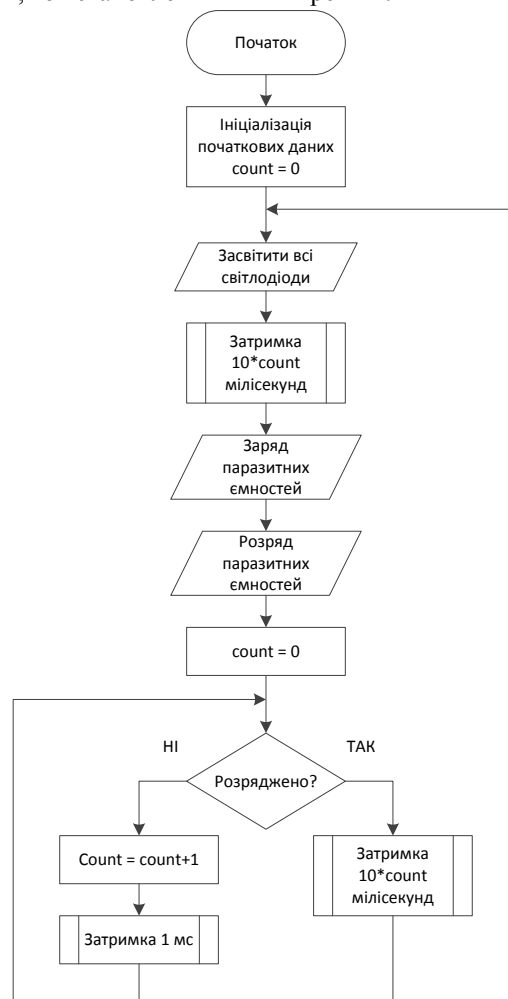 Початок
Ініціалізація
початкових даних
count = 0
Засвітити всі
світлодіоди
Затримка
10*count
мілісекунд
Заряд
паразитних
ємностей
Розряд
паразитних
ємностей
count = 0
НІ
ТАК
Розряджено?
Count = count+1
Затримка
10*count
мілісекунд
Затримка 1 мс